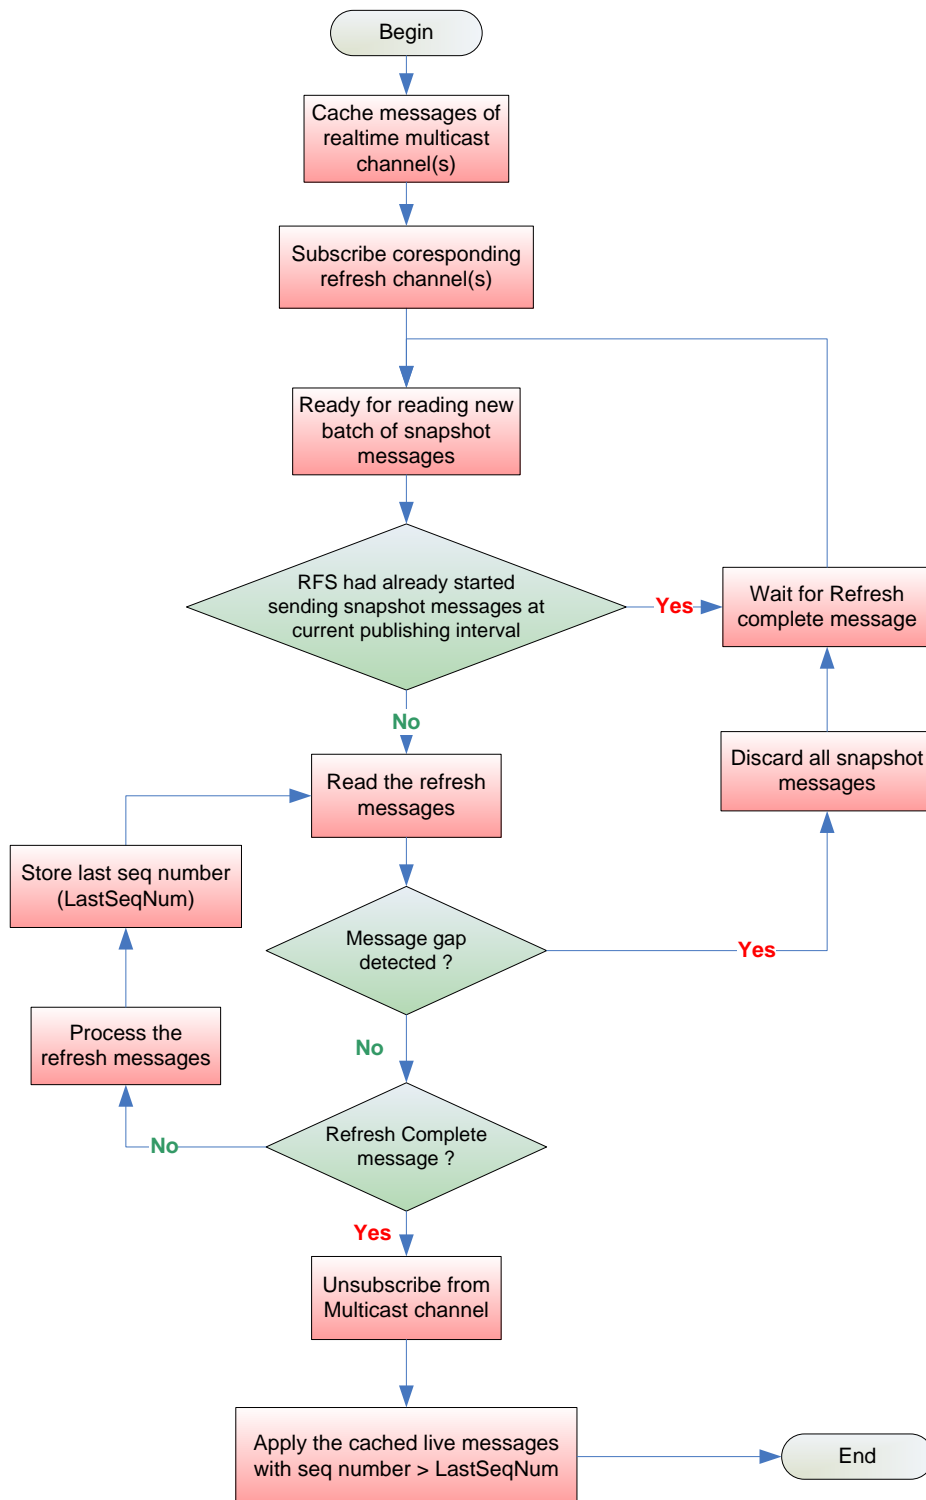 Begin
Cache messages of
realtime multicast
channel(s)
Subscribe coresponding
refresh channel(s)
Ready for reading new
batch of snapshot
messages
RFS had already started
sending snapshot messages at
current publishing interval
Yes
Wait for Refresh
complete message
No
Read the refresh
messages
Discard all snapshot
messages
Store last seq number
(LastSeqNum)
Message gap
detected ?
Yes
Process the
refresh messages
No
Refresh Complete
message ?
No
Yes
Unsubscribe from
Multicast channel
Apply the cached live messages
with seq number > LastSeqNum
End